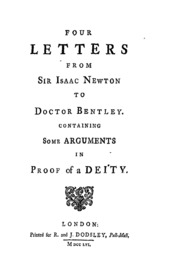 FOUR
LETTERS
FROM
SIR ISAAC NEWTON
TO
DOCTOR BENTLEY.
CONTAINING
SOME ARGUMENTS
IN
PROOF of a DEITY.
LONDON:
Printed for R. and J. DODSLEY, Pall-Mall,
M DCC LVI.